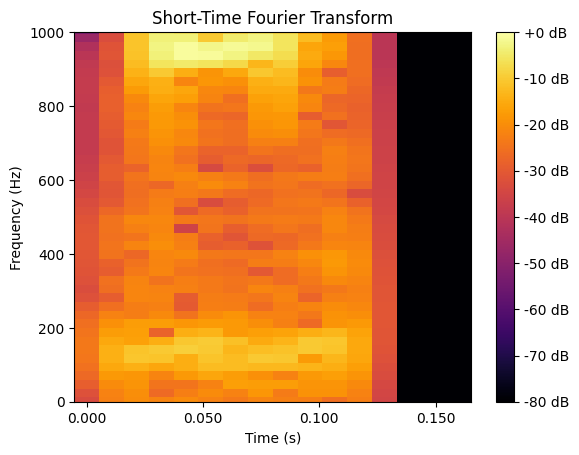 Short-Time Fourier Transform
Frequency (Hz)
1000
800
600
400
200
0
0.000
0.050
0.100
0.150
Time (s)
+0 dB
-10 dB
-20 dB
-30 dB
-40 dB
-50 dB
-60 dB
-70 dB
-80 dB